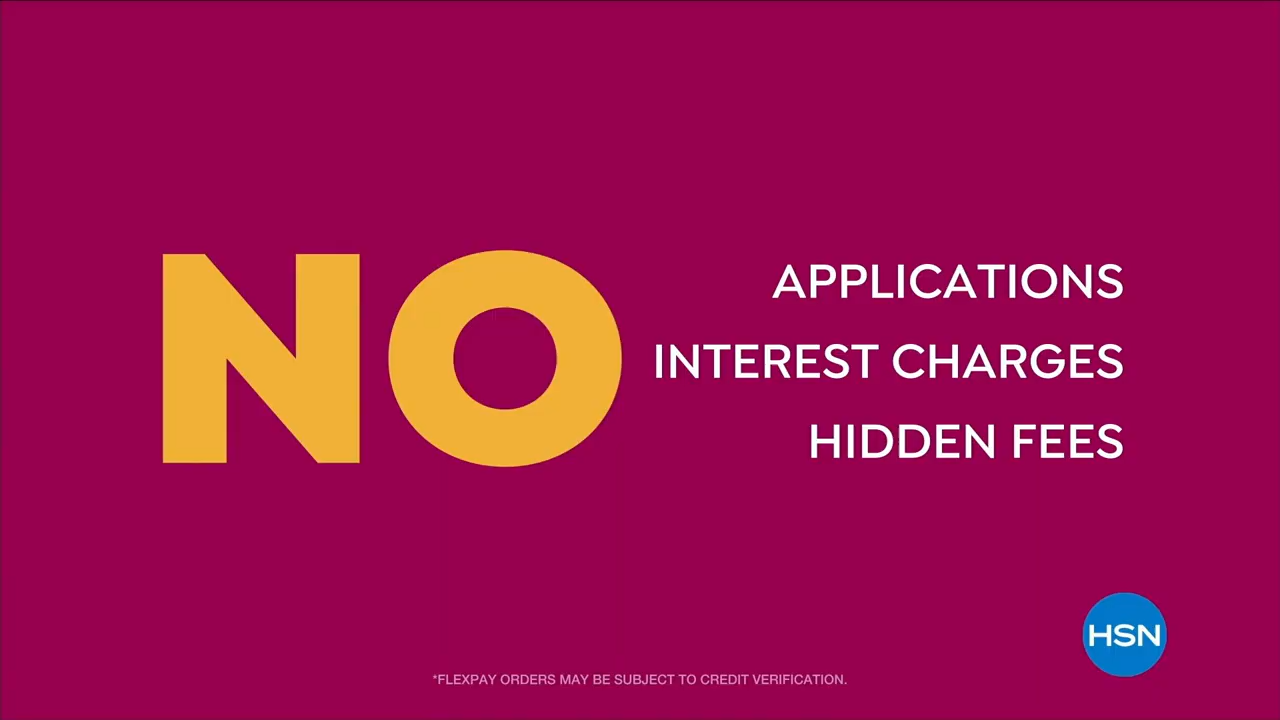 NO
APPLICATIONS
INTEREST CHARGES
HIDDEN FEES
HSN
*FLEXPAY ORDERS MAY BE SUBJECT TO CREDIT VERIFICATION.